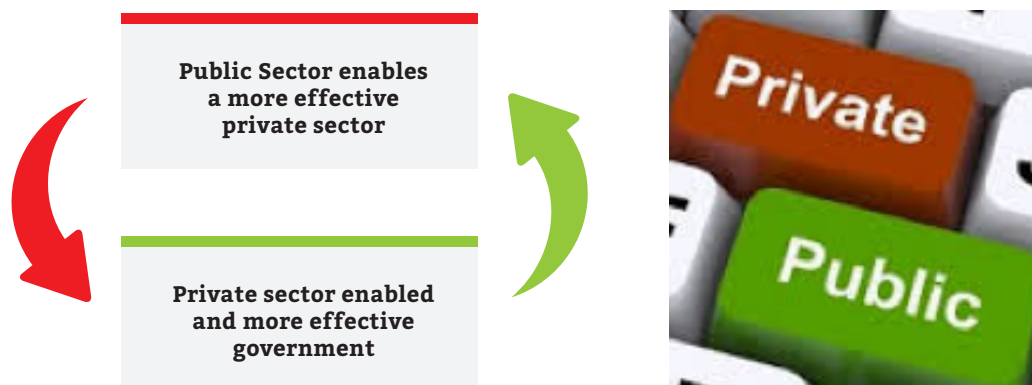 Public Sector enables
a more effective
private sector
Private sector enabled
and more effective
government
Private
Public